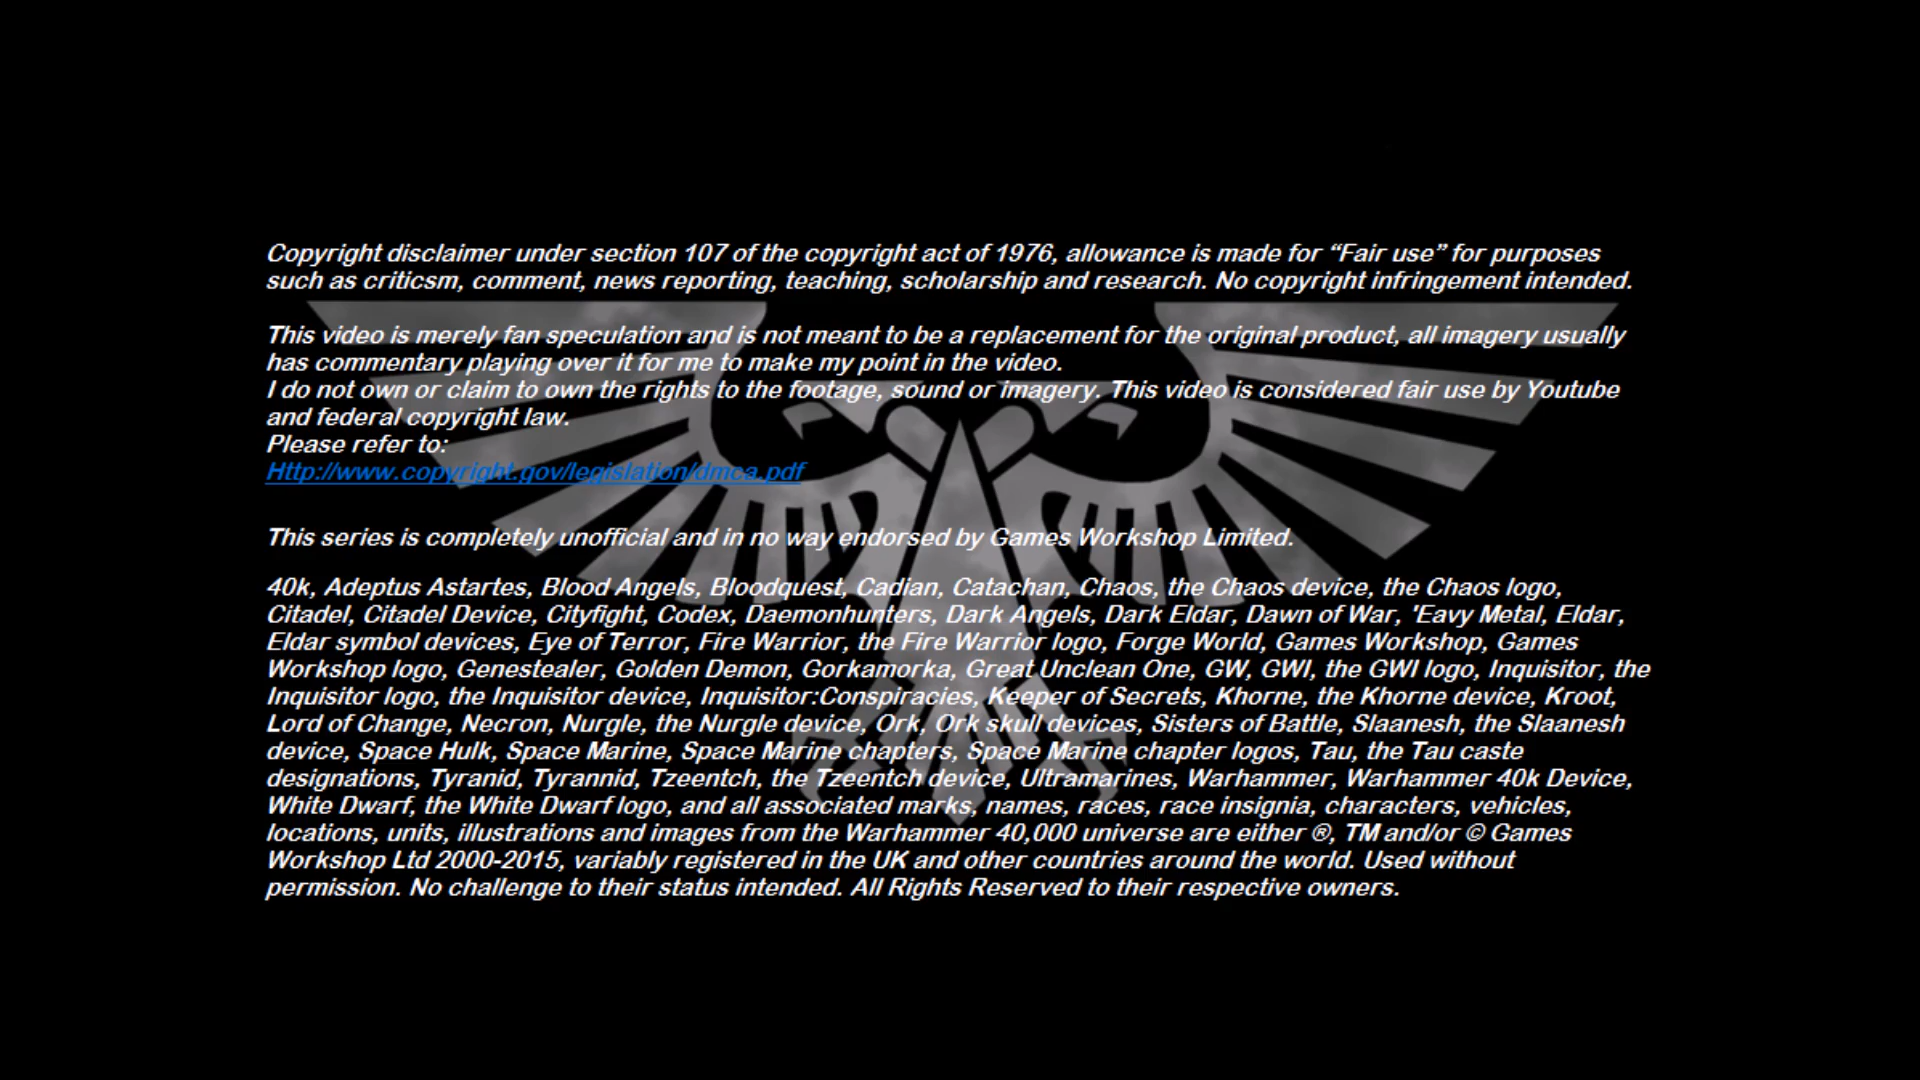 Copyright disclaimer under section 107 of the copyright act of 1976, allowance is made for “Fair use” for purposes
such as criticsm, comment, news reporting, teaching, scholarship and research. No copyright infringement intended.
This video is merely fan speculation and is not meant to be a replacement for the original product, all imagery usually
has commentary playing over it for me to make my point in the video.
I do not own or claim to own the rights to the footage, sound or imagery. This video is considered fair use by Youtube
and federal copyright law.
Please refer to:
Http://www.copyright.gov/legislation/dmca.pdf
This series is completely unofficial and in no way endorsed by Games Workshop Limited.
40k, Adeptus Astartes, Blood Angels, Bloodquest, Cadian, Catachan, Chaos, the Chaos device, the Chaos logo,
Citadel, Citadel Device, Cityfight, Codex, Daemonhunters, Dark Angels, Dark Eldar, Dawn of War, 'Eavy Metal, Eldar,
Eldar symbol devices, Eye of Terror, Fire Warrior, the Fire Warrior logo, Forge World, Games Workshop, Games
Workshop logo, Genestealer, Golden Demon, Gorkamorka, Great Unclean One, GW, GWI, the GWI logo, Inquisitor, the
Inquisitor logo, the Inquisitor device, Inquisitor:Conspiracies, Keeper of Secrets, Khorne, the Khorne device, Kroot,
Lord of Change, Necron, Nurgle, the Nurgle device, Ork, Ork skull devices, Sisters of Battle, Slaanesh, the Slaanesh
device, Space Hulk, Space Marine, Space Marine chapters, Space Marine chapter logos, Tau, the Tau caste
designations, Tyranid, Tyrannid, Tzeentch, the Tzeentch device, Ultramarines, Warhammer, Warhammer 40k Device,
White Dwarf, the White Dwarf logo, and all associated marks, names, races, race insignia, characters, vehicles,
locations, units, illustrations and images from the Warhammer 40,000 universe are either ®, TM and/or © Games
Workshop Ltd 2000-2015, variably registered in the UK and other countries around the world. Used without
permission. No challenge to their status intended. All Rights Reserved to their respective owners.